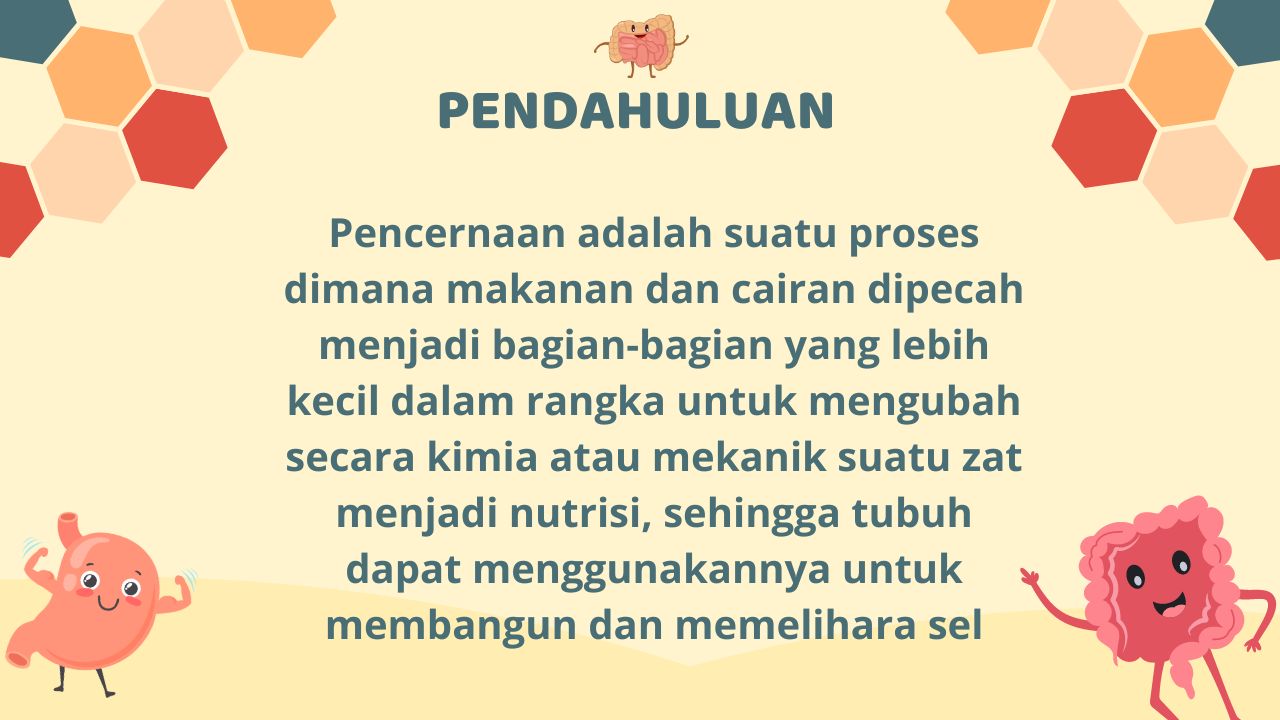 PENDAHULUAN
Pencernaan adalah suatu proses
dimana makanan dan cairan dipecah
menjadi bagian-bagian yang lebih
kecil dalam rangka untuk mengubah
secara kimia atau mekanik suatu zat
menjadi nutrisi, sehingga tubuh
dapat menggunakannya untuk
membangun dan memelihara sel